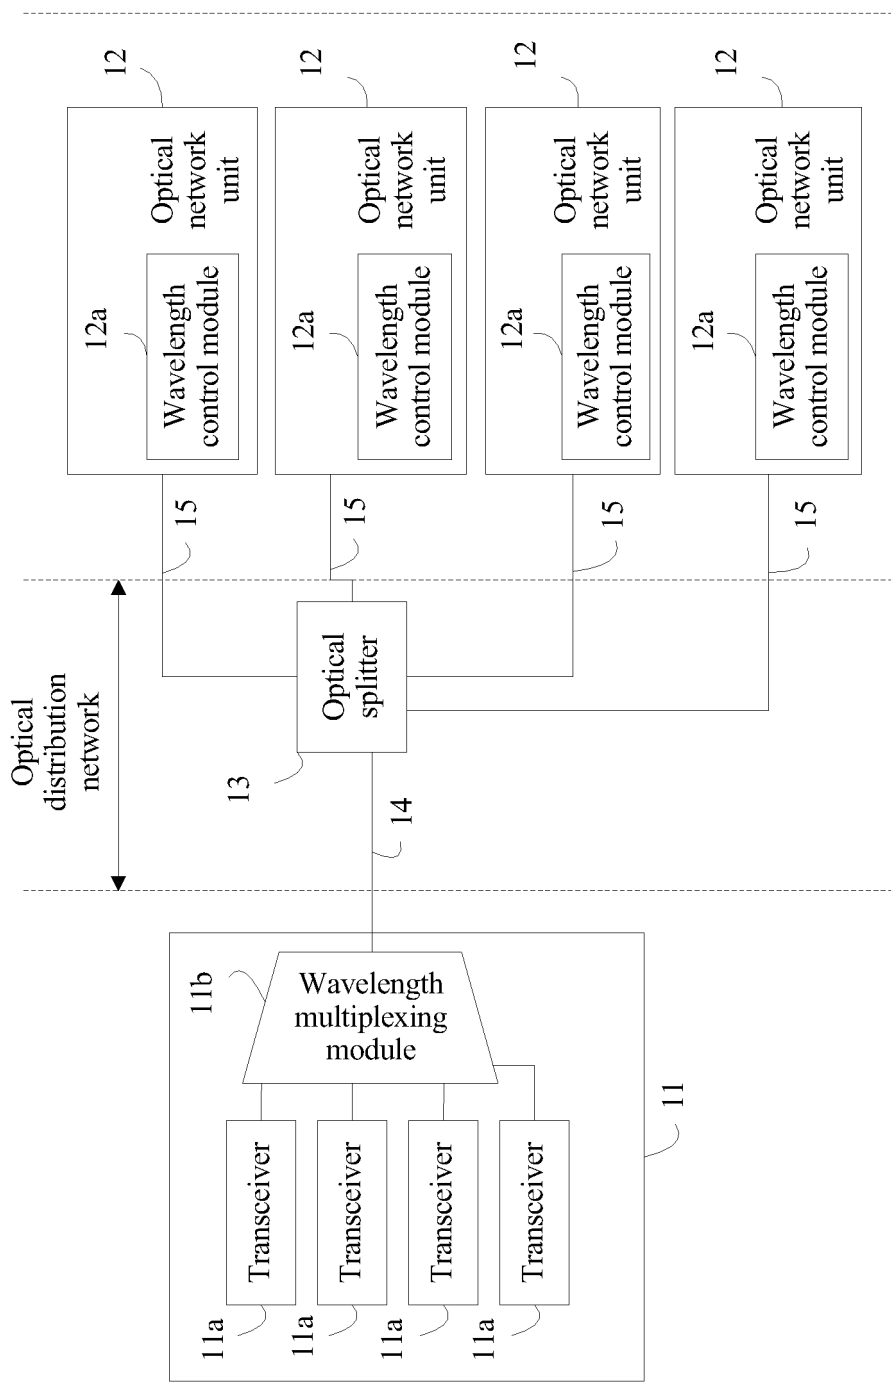 12
Optical
network
unit
12a
Wavelength
control module
15
12
Optical
network
unit
12a
Wavelength
control module
15
12
Optical
network
unit
12a
Wavelength
control module
15
12
Optical
network
unit
12a
Wavelength
control module
15
Optical
distribution
network
Optical
splitter
13
14
11b
Wavelength
multiplexing
module
11
Transceiver
11a
Transceiver
11a
Transceiver
11a
Transceiver
11a